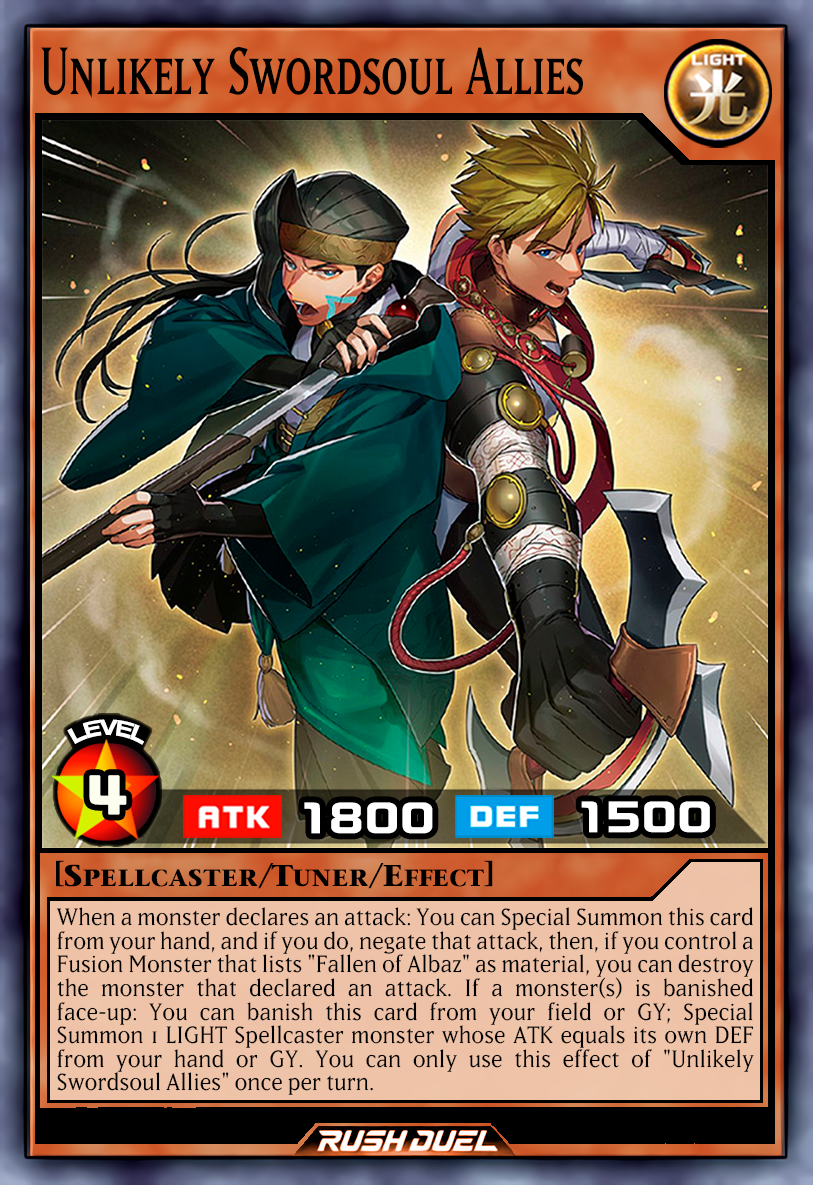 Unlikely Swordsoul Allies
LIGHT
光
LEVEL
4
ATK 1800 DEF 1500
[Spellcaster/Tuner/Effect]
When a monster declares an attack: You can Special Summon this card
from your hand, and if you do, negate that attack, then, if you control a
Fusion Monster that lists "Fallen of Albaz" as material, you can destroy
the monster that declared an attack. If a monster(s) is banished
face-up: You can banish this card from your field or GY; Special
Summon 1 LIGHT Spellcaster monster whose ATK equals its own DEF
from your hand or GY. You can only use this effect of "Unlikely
Swordsoul Allies" once per turn.
RUSH DUEL